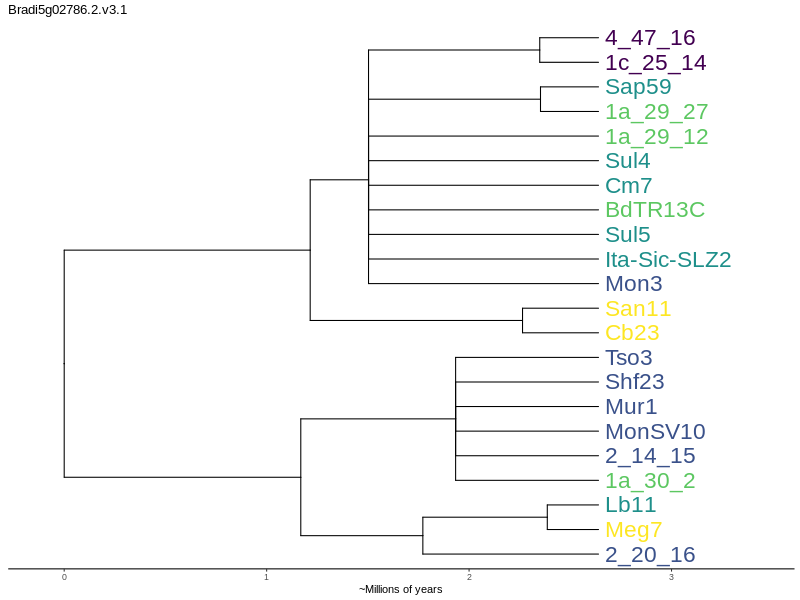 Bradi5g02786.2.v3.1
4_47_16
1c_25_14
Sap59
1a_29_27
1a_29_12
Sul4
Cm7
BdTR13C
Sul5
Ita-Sic-SLZ2
Mon3
San11
Cb23
Tso3
Shf23
Mur1
MonSV10
2_14_15
1a_30_2
Lb11
Meg7
2_20_16
0 1 2 3
~Millions of years